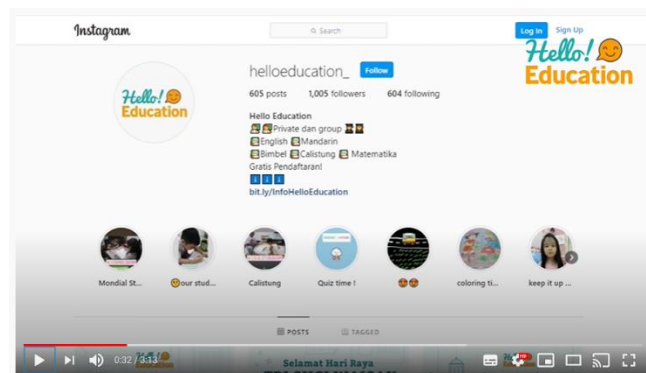 Instagram
Search
Log In Sign Up
Hello!
Education
helloeducation_ Follow
605 posts 1,005 followers 604 following
Hello!
Education
Hello Education
Private dan group
English Mandarin
Bimbel Calistung Matematika
Gratis Pendaftaran!
bit.ly/InfoHelloEducation
Mondial St... our stud... Calistung Quiz time ! coloring ti... keep it up ...
POSTS TAGGED
0:32 / 3:13
Selamat Hari Raya